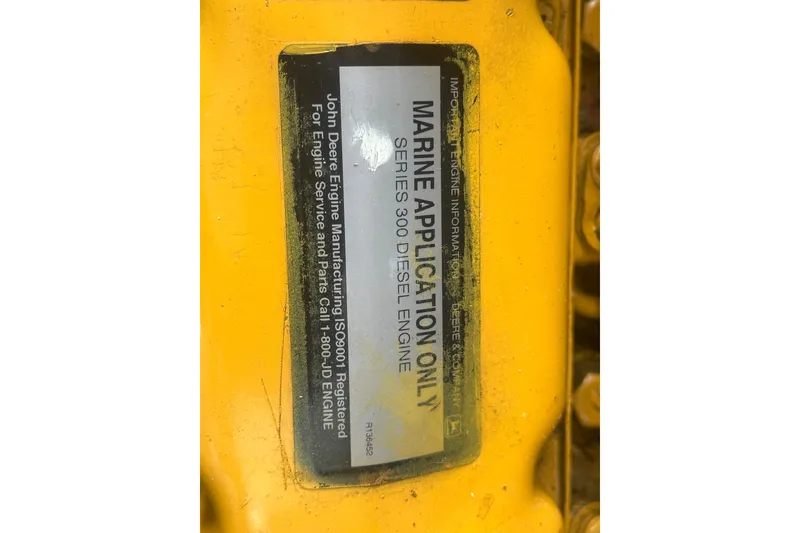 IMPORTANT ENGINE INFORMATION DEERE & COMPANY
MARINE APPLICATION ONLY
SERIES 300 DIESEL ENGINE
R136452
John Deere Engine Manufacturing ISO9001 Registered
For Engine Service and Parts Call 1-800-JD ENGINE